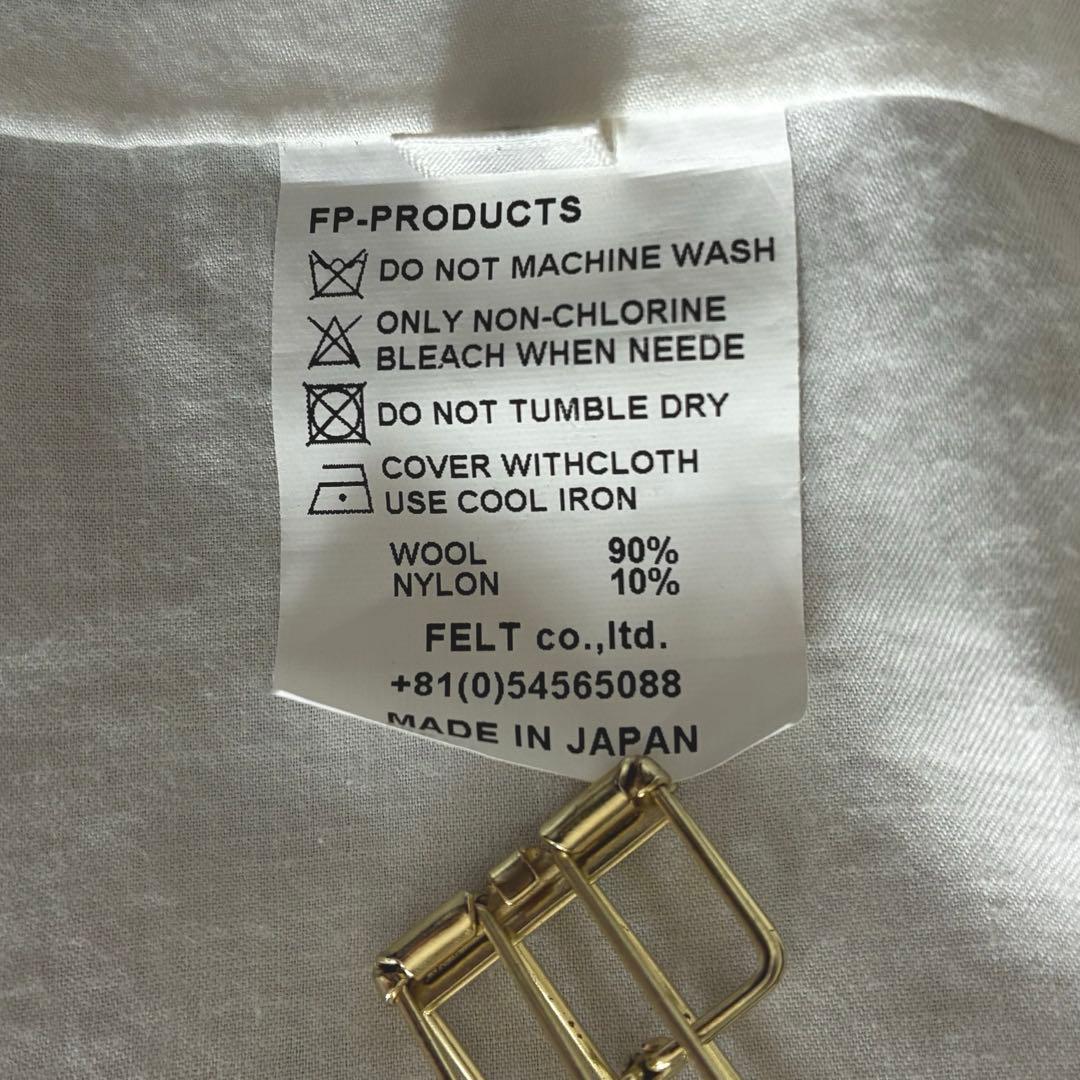 FP-PRODUCTS
DO NOT MACHINE WASH
ONLY NON-CHLORINE
BLEACH WHEN NEEDE
DO NOT TUMBLE DRY
COVER WITHCLOTH
USE COOL IRON
WOOL 90%
NYLON 10%
FELT co.,ltd.
+81(0)54565088
MADE IN JAPAN